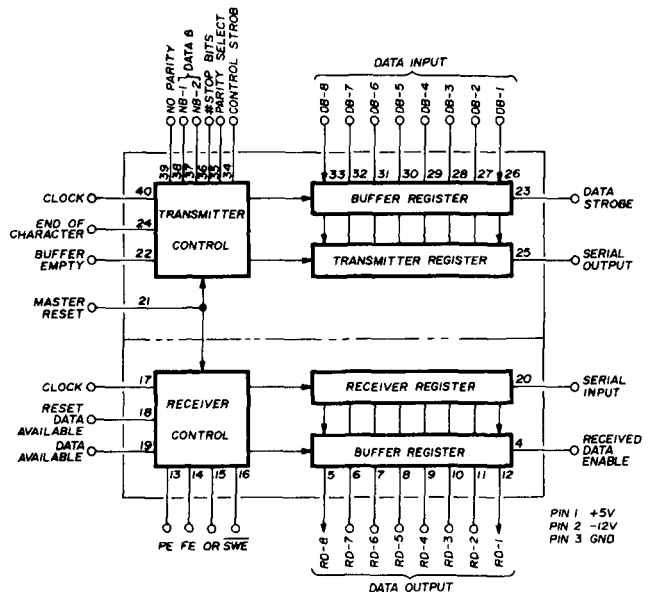 DATA INPUT
NO PARITY
NB-1 } DATA B
NB-2
#STOP BITS
PARITY SELECT
CONTROL STROB
DB-8
DB-7
DB-6
DB-5
DB-4
DB-3
DB-2
DB-1
39 38 37 36 35 34
33 32 31 30 29 28 27 26
CLOCK 40
TRANSMITTER CONTROL
BUFFER REGISTER
23 DATA STROBE
END OF CHARACTER 24
BUFFER EMPTY 22
TRANSMITTER REGISTER
25 SERIAL OUTPUT
MASTER RESET 21
CLOCK 17
RECEIVER CONTROL
RECEIVER REGISTER
20 SERIAL INPUT
RESET DATA AVAILABLE 18
DATA AVAILABLE 19
BUFFER REGISTER
4 RECEIVED DATA ENABLE
13 14 15 16
5 6 7 8 9 10 11 12
PE FE OR SWE
RD-8
RD-7
RD-6
RD-5
RD-4
RD-3
RD-2
RD-1
PIN 1 +5V
PIN 2 -12V
PIN 3 GND
DATA OUTPUT